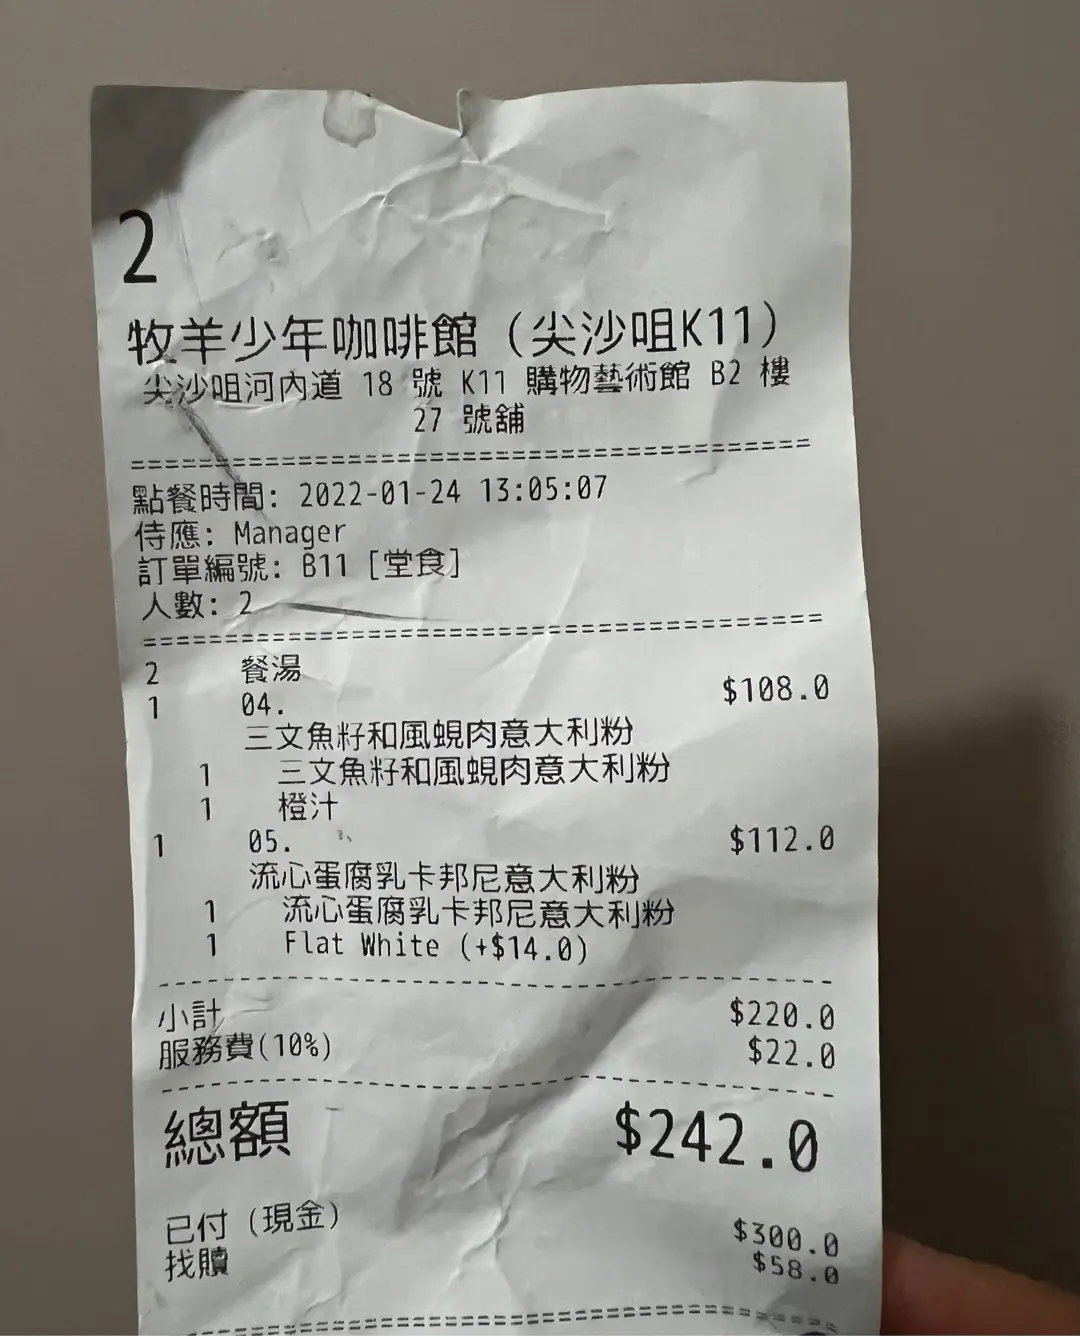 2
牧羊少年咖啡館（尖沙咀K11）
尖沙咀河內道 18 號 K11 購物藝術館 B2 樓
27 號舖
==========================================
點餐時間: 2022-01-24 13:05:07
侍應: Manager
訂單編號: B11 [堂食]
人數: 2
==========================================
2 餐湯
1 04. $108.0
三文魚籽和風蜆肉意大利粉
1 三文魚籽和風蜆肉意大利粉
1 橙汁
1 05. $112.0
流心蛋腐乳卡邦尼意大利粉
1 流心蛋腐乳卡邦尼意大利粉
1 Flat White (+$14.0)
------------------------------------------
小計 $220.0
服務費(10%) $22.0
------------------------------------------
總額 $242.0
已付 (現金) $300.0
找贖 $58.0
==========================================